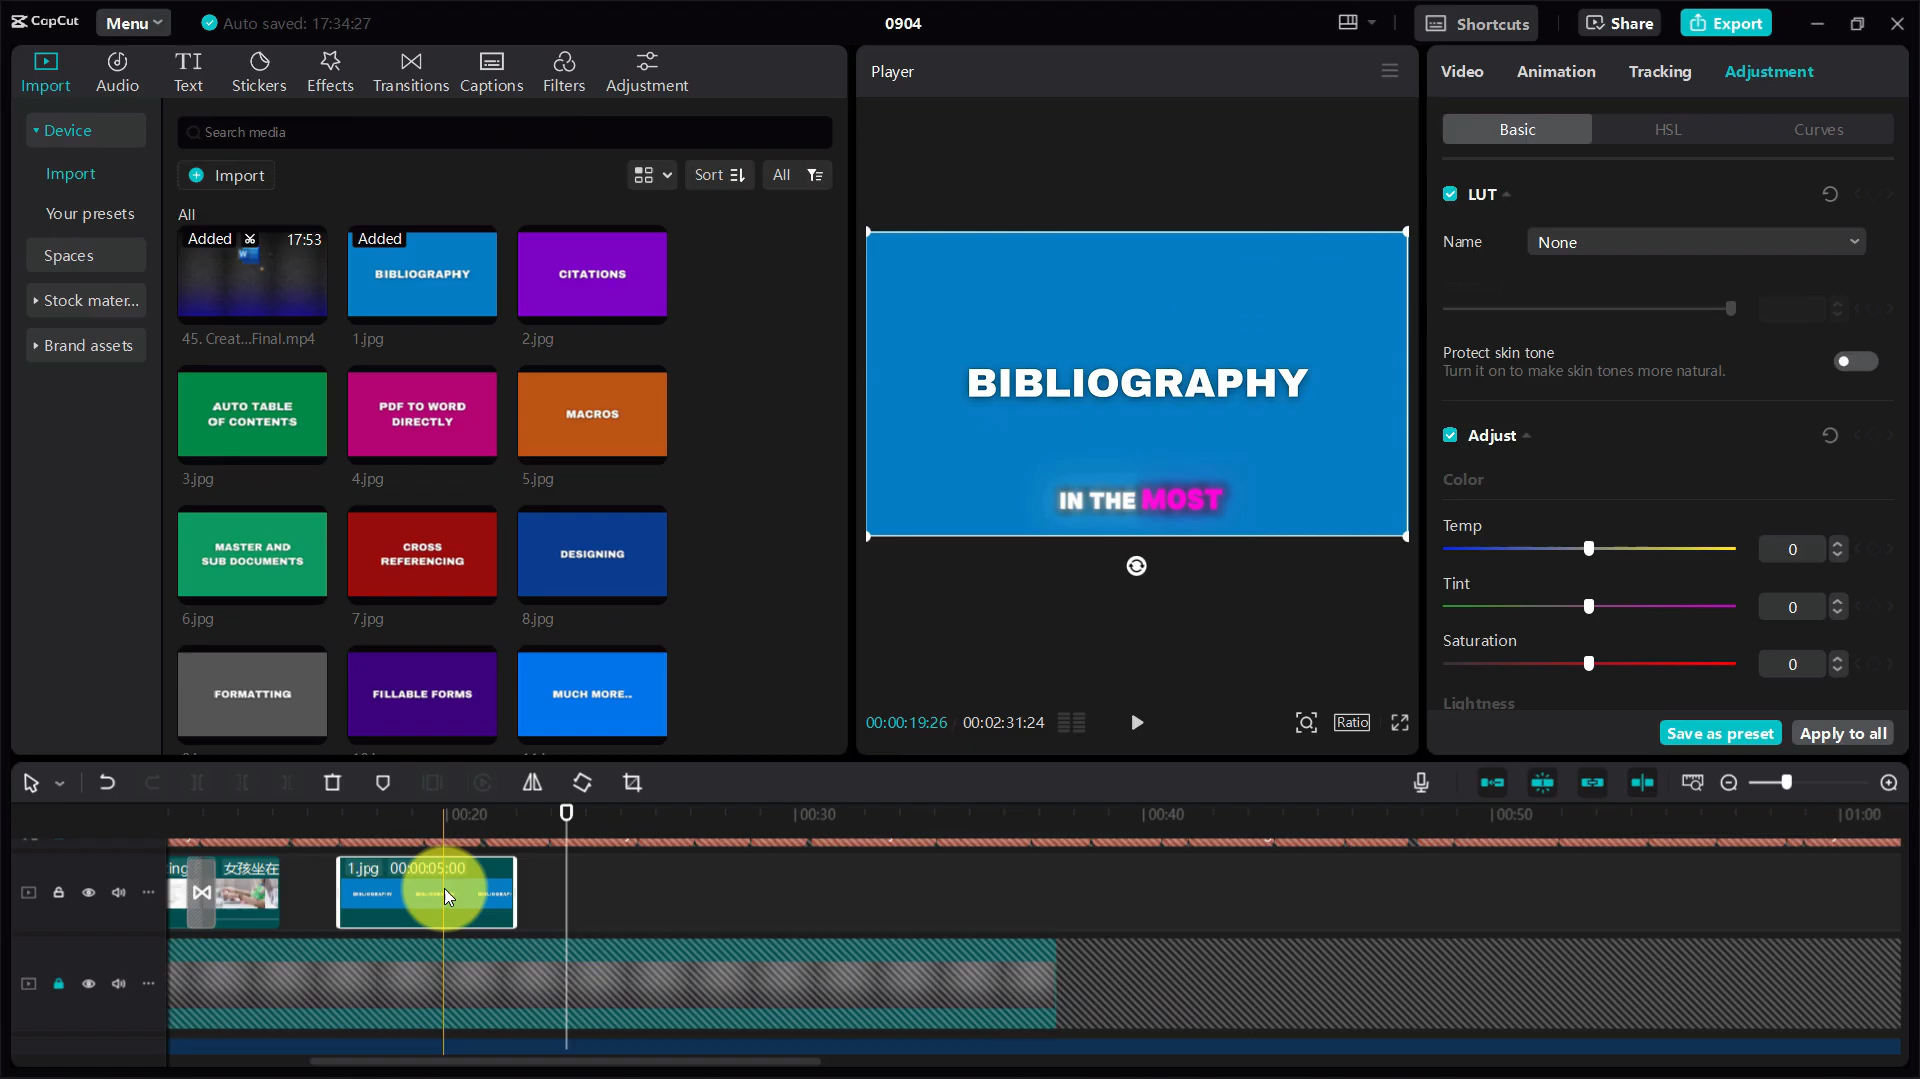 CapCut
Menu
Auto saved: 17:34:27
0904
Shortcuts
Share
Export
Import
Audio
Text
Stickers
Effects
Transitions
Captions
Filters
Adjustment
Player
Video
Animation
Tracking
Adjustment
Device
Import
Your presets
Spaces
Stock mater...
Brand assets
Search media
Import
Sort
All
All
Added
17:53
45. Creat...Final.mp4
Added
BIBLIOGRAPHY
1.jpg
CITATIONS
2.jpg
AUTO TABLE
OF CONTENTS
3.jpg
PDF TO WORD
DIRECTLY
4.jpg
MACROS
5.jpg
MASTER AND
SUB DOCUMENTS
6.jpg
CROSS
REFERENCING
7.jpg
DESIGNING
8.jpg
FORMATTING
FILLABLE FORMS
MUCH MORE..
BIBLIOGRAPHY
IN THE MOST
00:00:19:26
00:02:31:24
Ratio
Basic
HSL
Curves
LUT
Name
None
Protect skin tone
Turn it on to make skin tones more natural.
Adjust
Color
Temp
0
Tint
0
Saturation
0
Lightness
Save as preset
Apply to all
00:20
00:30
00:40
00:50
01:00
ing
女孩坐在
1.jpg 00:00:05:00
BIBLIOGRAPHY